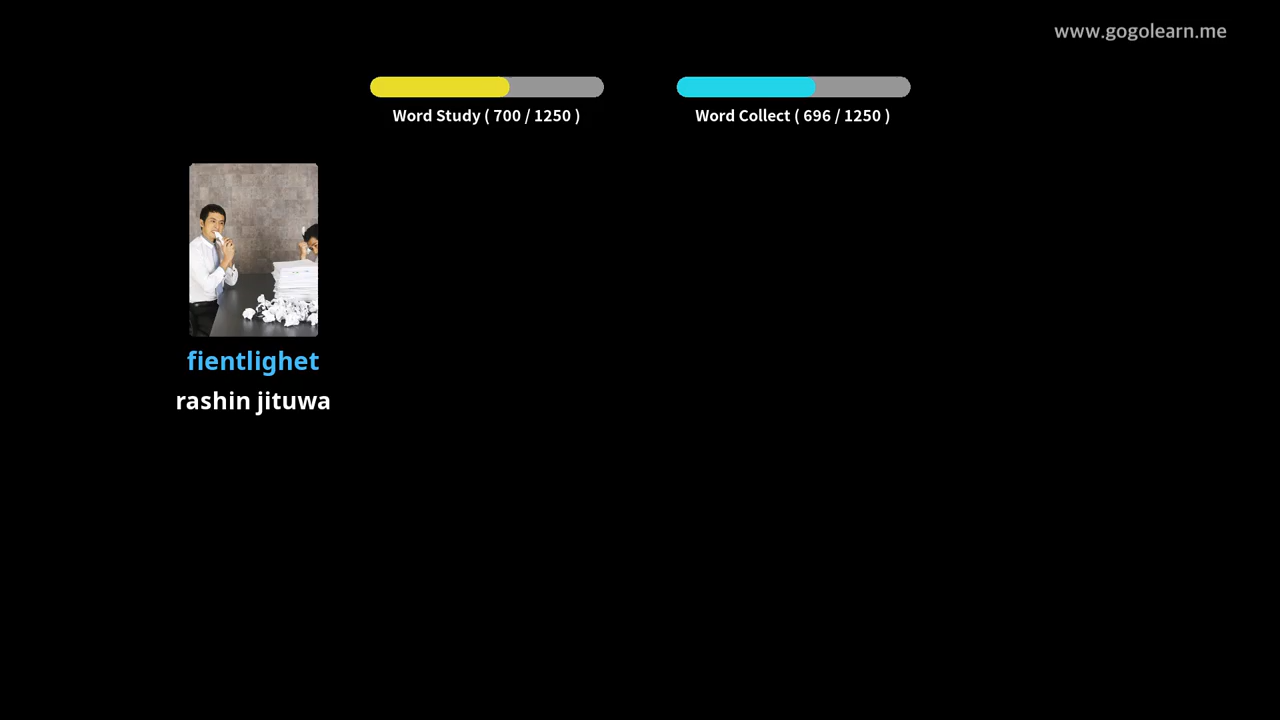 www.gogolearn.me
Word Study ( 700 / 1250 )
Word Collect ( 696 / 1250 )
fientlighet
rashin jituwa